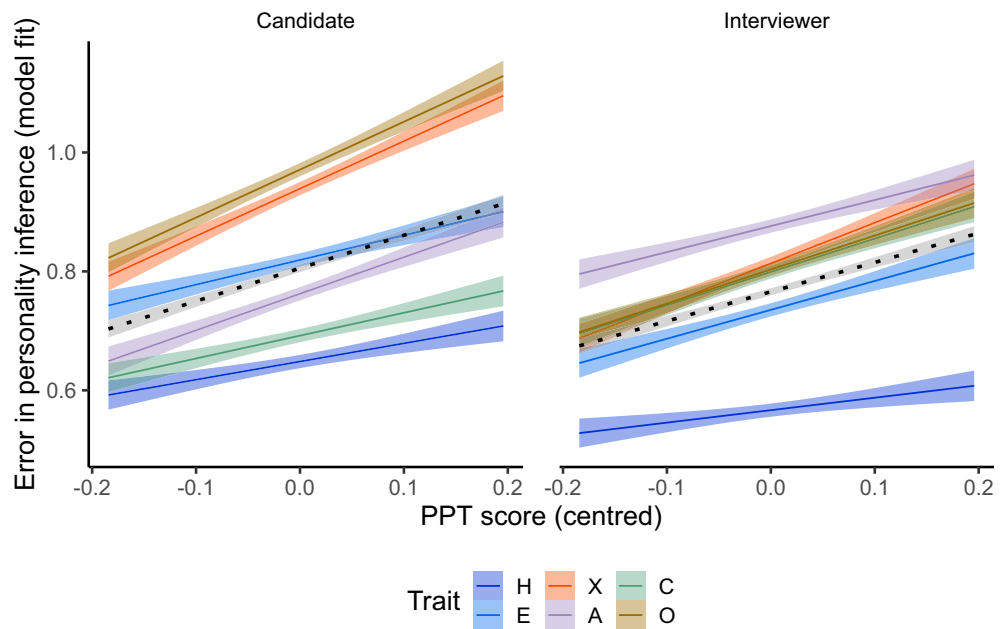 Candidate
Interviewer
Error in personality inference (model fit)
1.0
0.8
0.6
-0.2
-0.1
0.0
0.1
0.2
-0.2
-0.1
0.0
0.1
0.2
PPT score (centred)
Trait
H
X
C
E
A
O